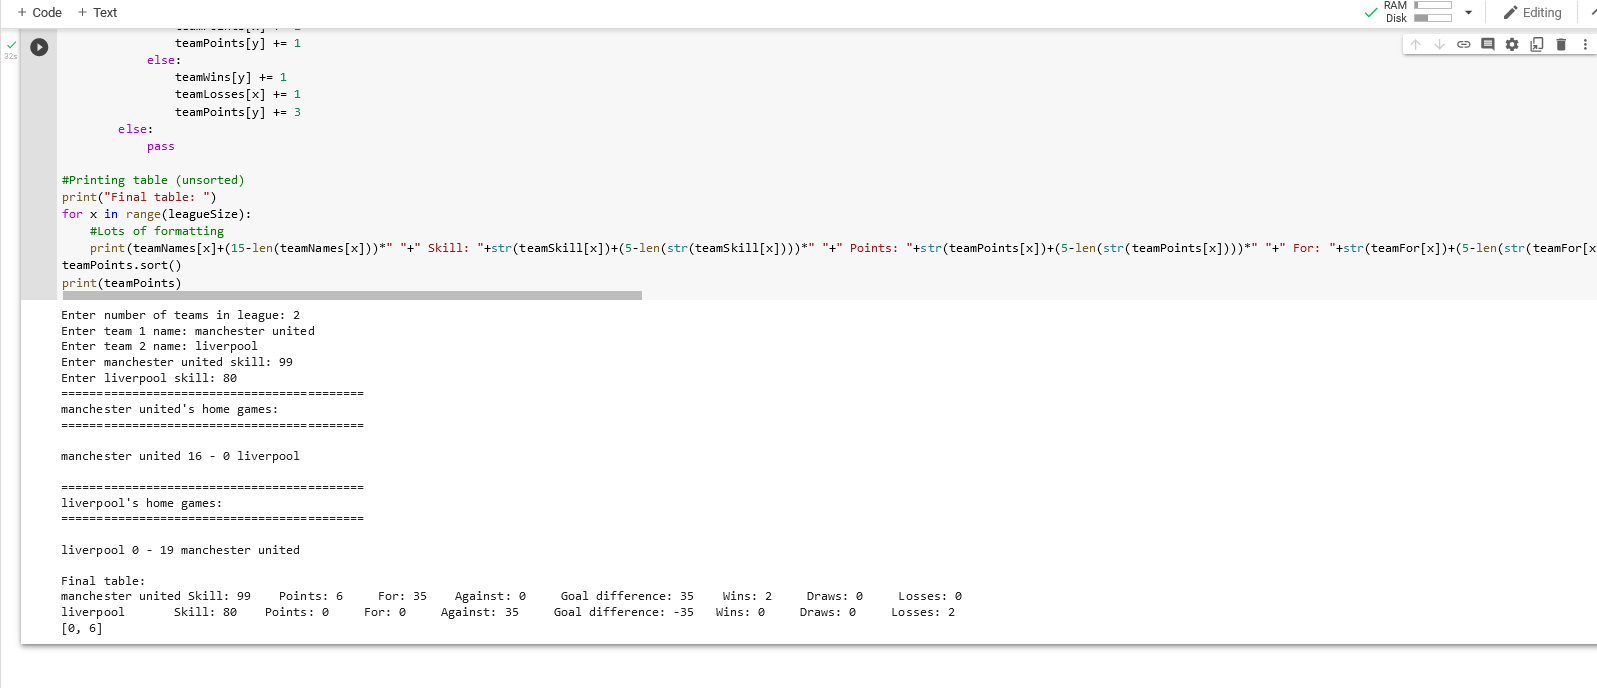 + Code + Text
RAM
Disk
Editing
32s
teamPoints[y] += 1
else:
teamWins[y] += 1
teamLosses[x] += 1
teamPoints[y] += 3
else:
pass
#Printing table (unsorted)
print("Final table: ")
for x in range(leagueSize):
#Lots of formatting
print(teamNames[x]+(15-len(teamNames[x]))*" "+" Skill: "+str(teamSkill[x])+(5-len(str(teamSkill[x])))*" "+" Points: "+str(teamPoints[x])+(5-len(str(teamPoints[x])))*" "+" For: "+str(teamFor[x])+(5-len(str(teamFor[x
teamPoints.sort()
print(teamPoints)
Enter number of teams in league: 2
Enter team 1 name: manchester united
Enter team 2 name: liverpool
Enter manchester united skill: 99
Enter liverpool skill: 80
===========================================
manchester united's home games:
===========================================
manchester united 16 - 0 liverpool
===========================================
liverpool's home games:
===========================================
liverpool 0 - 19 manchester united
Final table:
manchester united Skill: 99    Points: 6     For: 35    Against: 0     Goal difference: 35    Wins: 2     Draws: 0     Losses: 0
liverpool       Skill: 80    Points: 0     For: 0     Against: 35     Goal difference: -35   Wins: 0     Draws: 0     Losses: 2
[0, 6]